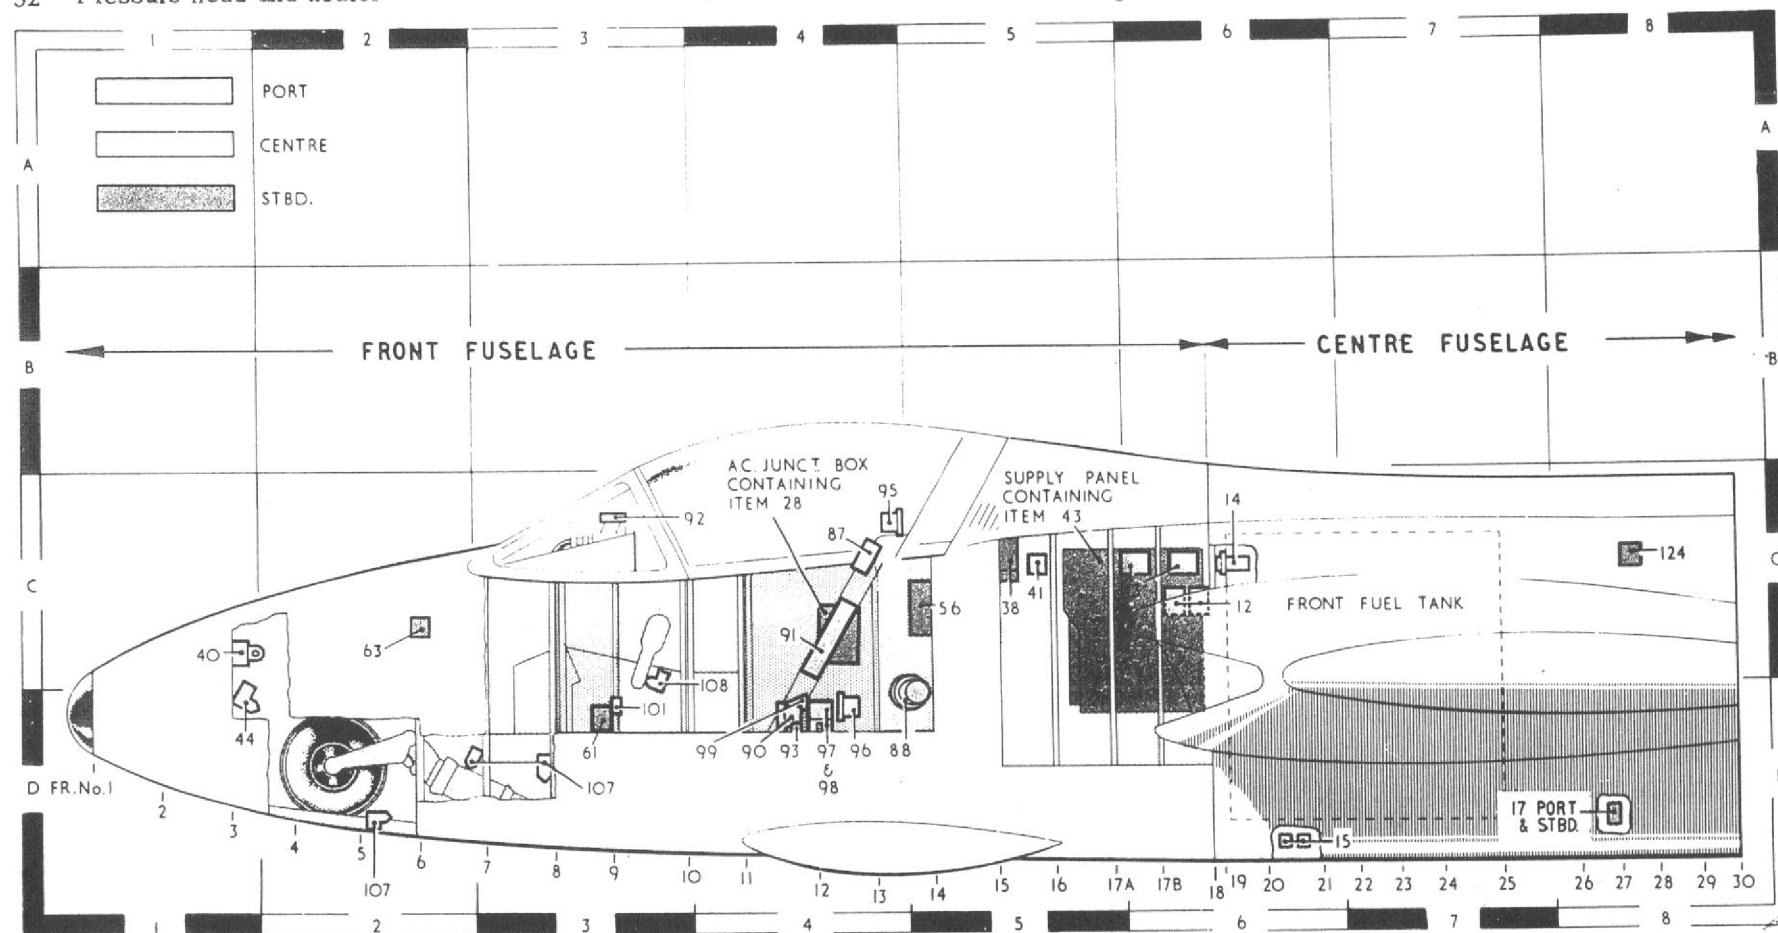 52 Pressure head and heater
1 2 3 4 5 6 7 8
PORT
CENTRE
STBD.
A A
B B
FRONT FUSELAGE
CENTRE FUSELAGE
A.C. JUNCT. BOX
CONTAINING
ITEM 28
SUPPLY PANEL
CONTAINING
ITEM 43
92
95
87
14
124
C C
63
40
44
108
101
61
91
56
38
41
12
FRONT FUEL TANK
99
90
93
97
&
98
96
88
107
17 PORT
& STBD.
15
107
D FR.No.1
2 3 4 5 6 7 8 9 10 11 12 13 14 15 16 17A 17B 18 19 20 21 22 23 24 25 26 27 28 29 30
1 2 3 4 5 6 7 8